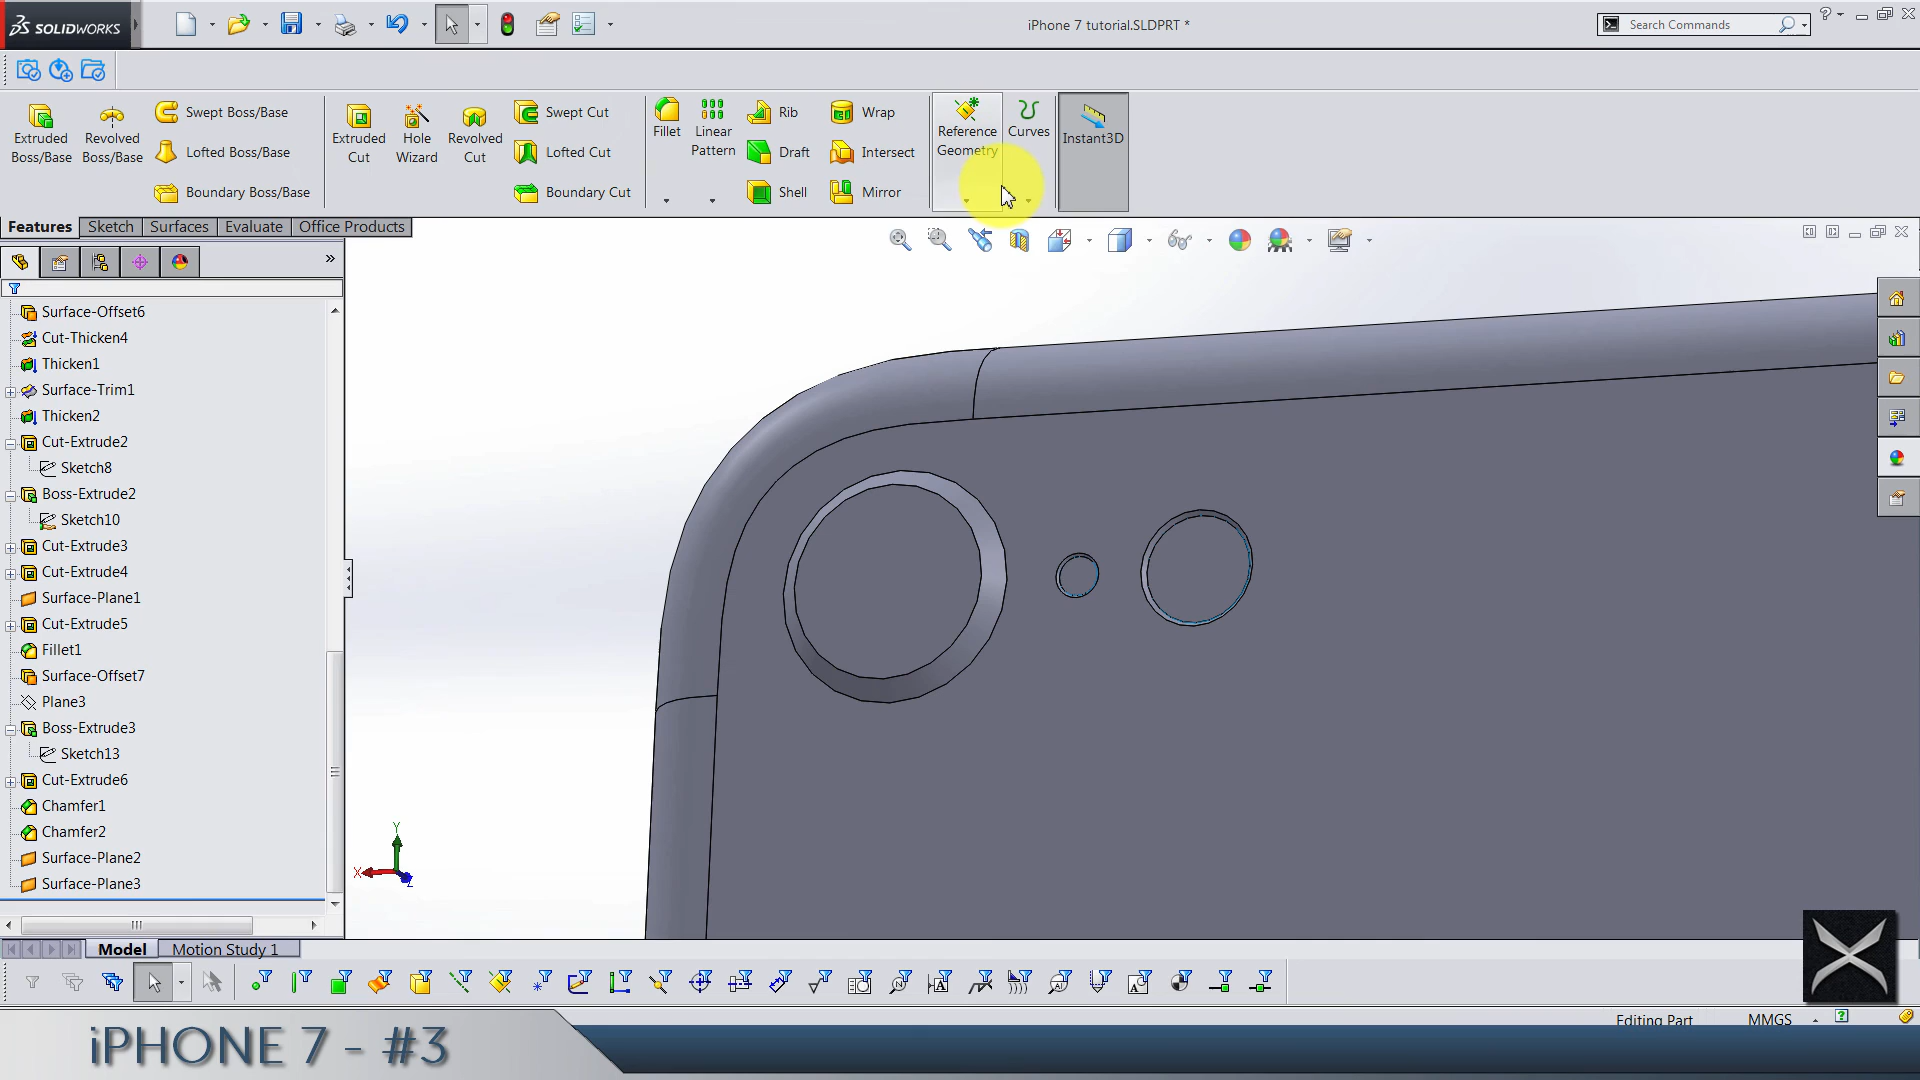 SOLIDWORKS
iPhone 7 tutorial.SLDPRT *
Search Commands
Extruded Boss/Base
Revolved Boss/Base
Swept Boss/Base
Lofted Boss/Base
Boundary Boss/Base
Extruded Cut
Hole Wizard
Revolved Cut
Swept Cut
Lofted Cut
Boundary Cut
Fillet
Linear Pattern
Rib
Draft
Shell
Wrap
Intersect
Mirror
Reference Geometry
Curves
Instant3D
Features
Sketch
Surfaces
Evaluate
Office Products
Surface-Offset6
Cut-Thicken4
Thicken1
Surface-Trim1
Thicken2
Cut-Extrude2
Sketch8
Boss-Extrude2
Sketch10
Cut-Extrude3
Cut-Extrude4
Surface-Plane1
Cut-Extrude5
Fillet1
Surface-Offset7
Plane3
Boss-Extrude3
Sketch13
Cut-Extrude6
Chamfer1
Chamfer2
Surface-Plane2
Surface-Plane3
Y
X
Z
Model
Motion Study 1
Editing Part
MMGS
iPHONE 7 - #3